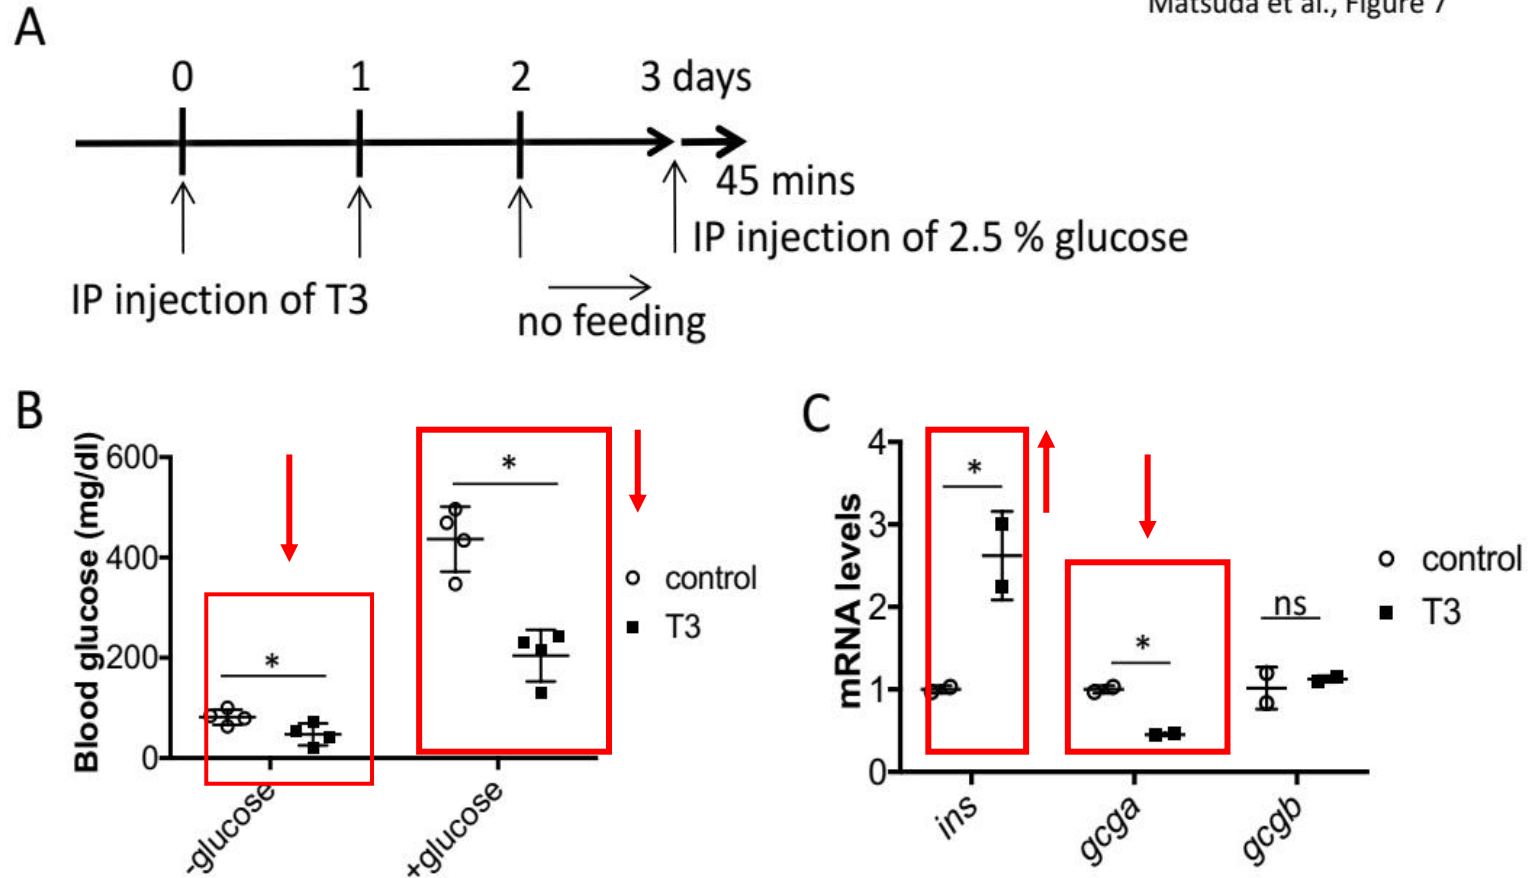 Matsuda et al., Figure 7
A
0 1 2 3 days
45 mins
IP injection of 2.5 % glucose
IP injection of T3
no feeding
B
Blood glucose (mg/dl)
600
400
200
0
*
*
-glucose
+glucose
control
T3
C
mRNA levels
4
3
2
1
0
*
*
ns
ins
gcga
gcgb
control
T3